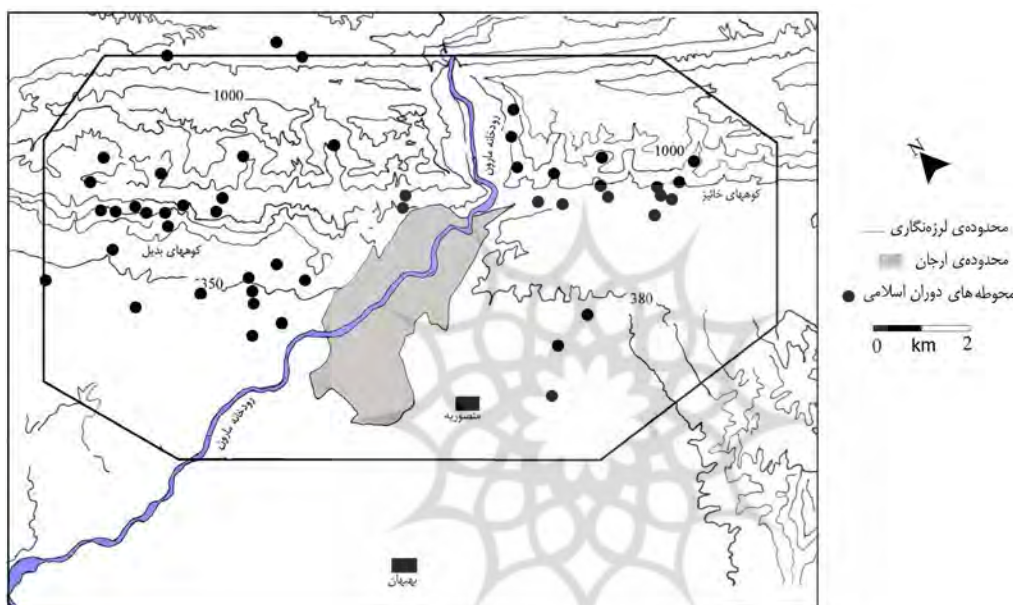 1000
رودخانه مارون
1000
کوههای خائیز
کوههای بدیل
350
380
منصوریه
رودخانه مارون
بهبهان
N
محدوده‌ی لرزه‌نگاری
محدوده‌ی ارجان
محوطه‌های دوران اسلامی
0 km 2